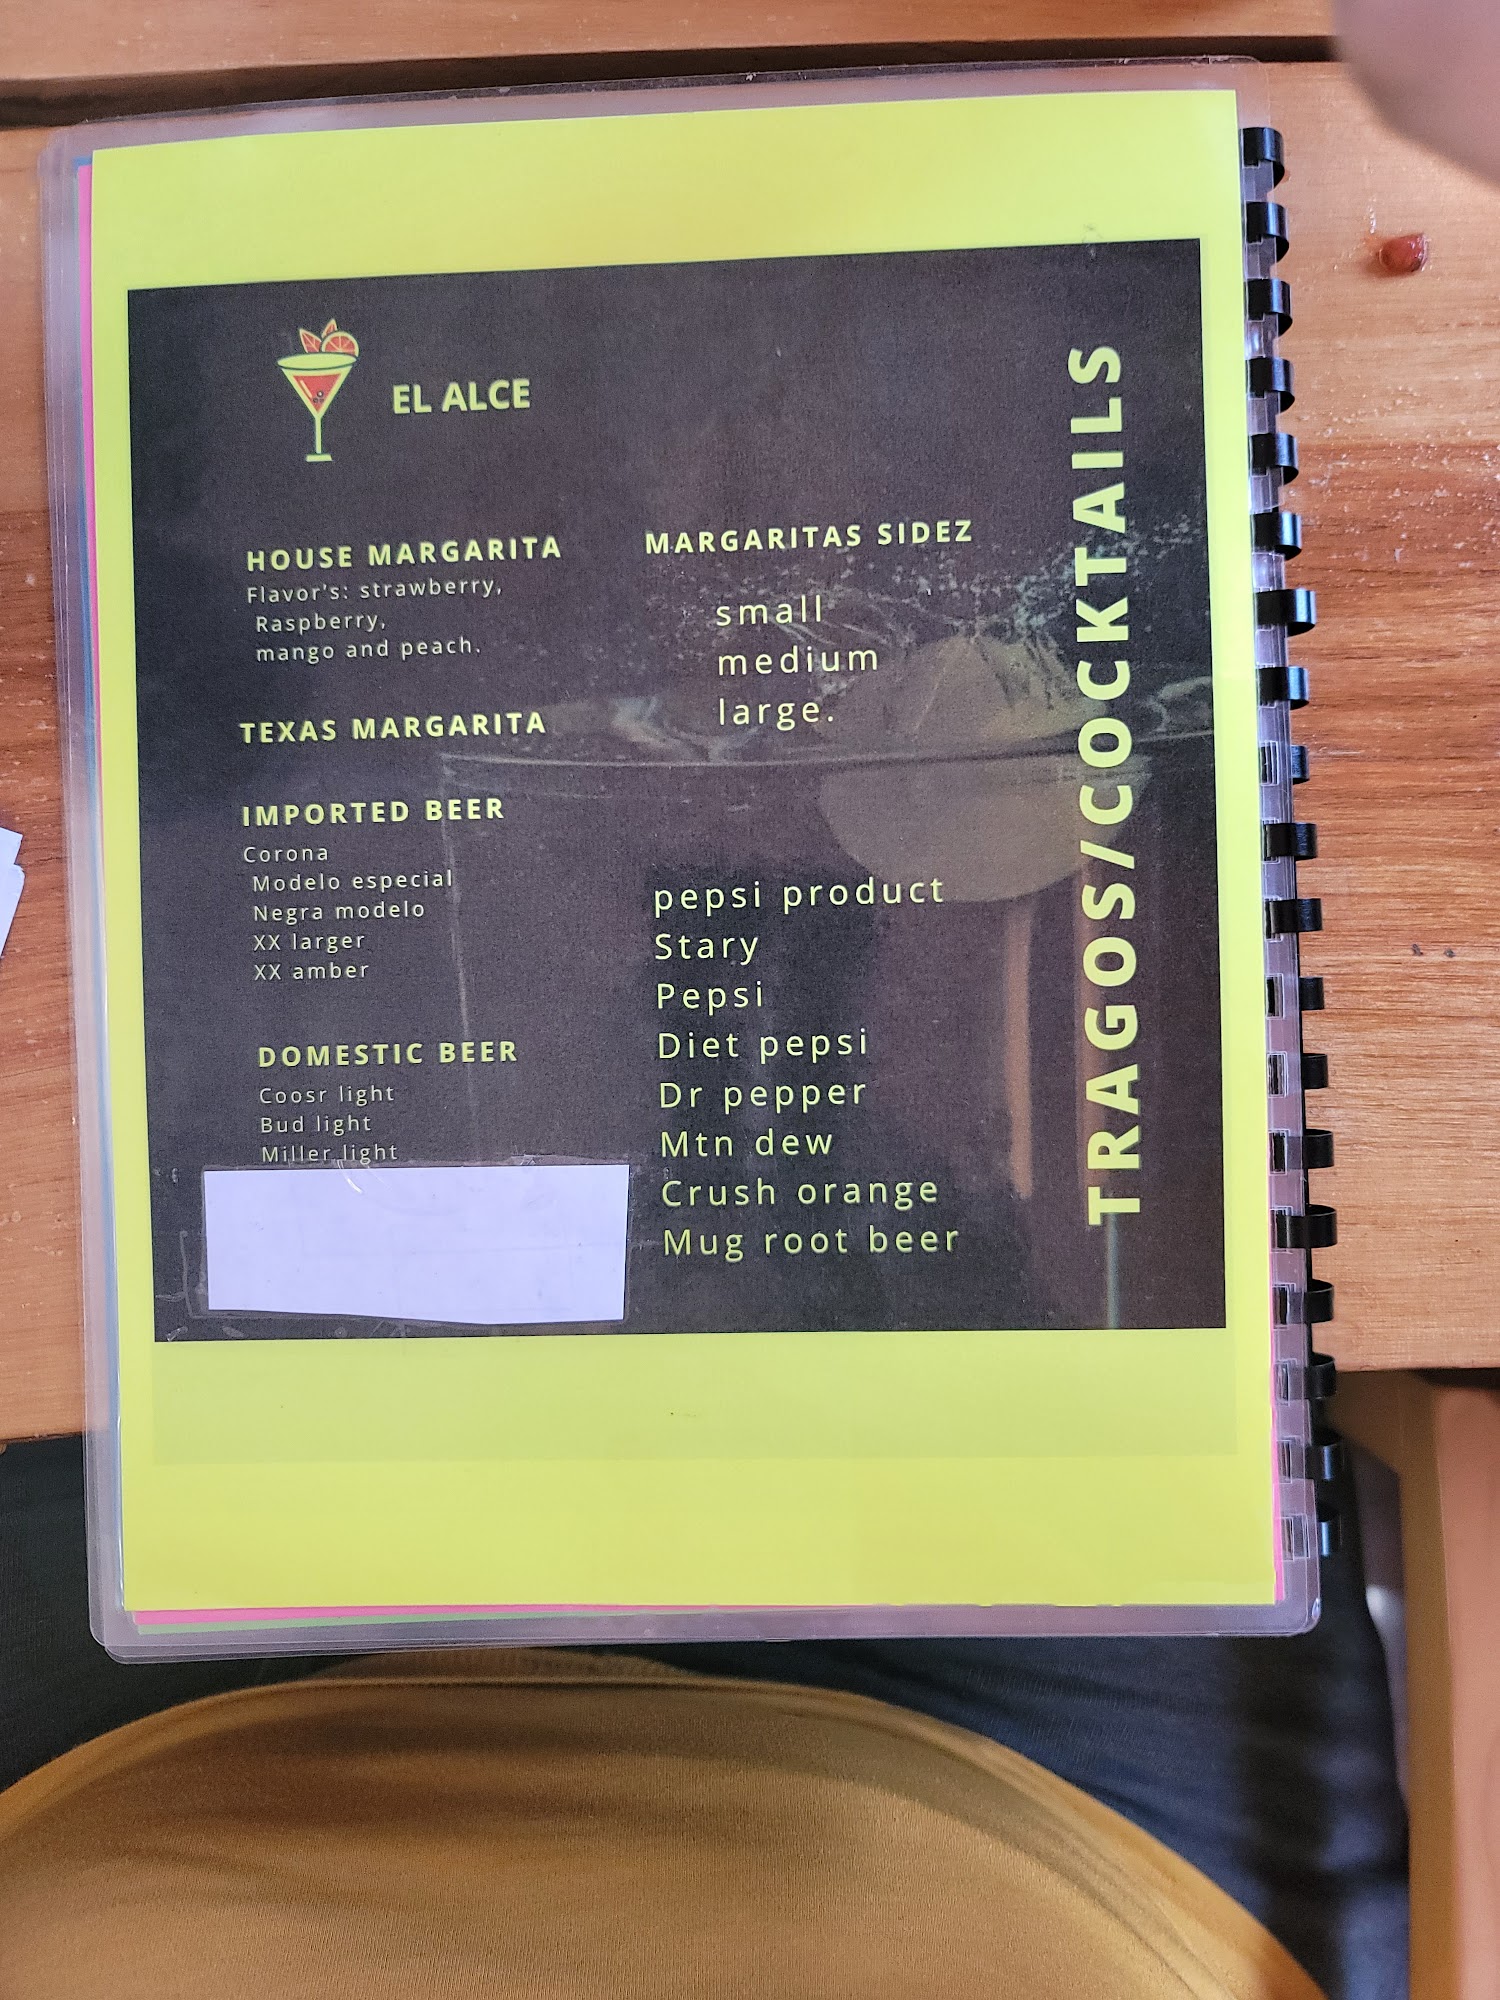 EL ALCE
HOUSE MARGARITA
Flavor's: strawberry,
Raspberry,
mango and peach.
TEXAS MARGARITA
IMPORTED BEER
Corona
Modelo especial
Negra modelo
XX larger
XX amber
DOMESTIC BEER
Coosr light
Bud light
Miller light
MARGARITAS SIDEZ
small
medium
large.
pepsi product
Stary
Pepsi
Diet pepsi
Dr pepper
Mtn dew
Crush orange
Mug root beer
TRAGOS/COCKTAILS